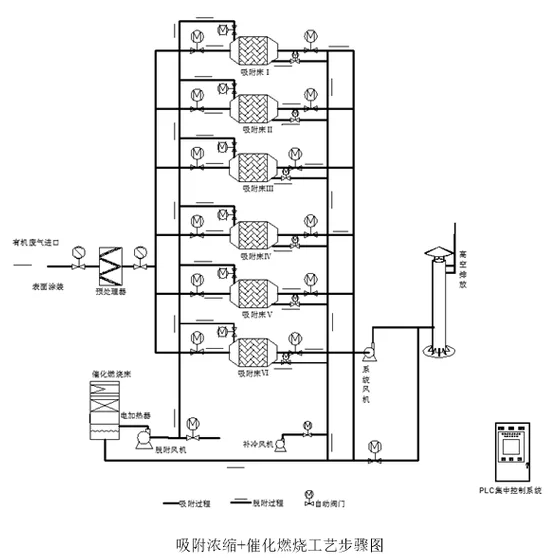 吸附床Ⅰ
吸附床Ⅱ
吸附床Ⅲ
有机废气进口
表面涂装
预处理器
吸附床Ⅳ
高空排放
吸附床Ⅴ
吸附床Ⅵ
系统风机
催化燃烧床
电加热器
脱附风机
补冷风机
PLC集中控制系统
吸附过程
脱附过程
自动阀门
吸附浓缩+催化燃烧工艺步骤图